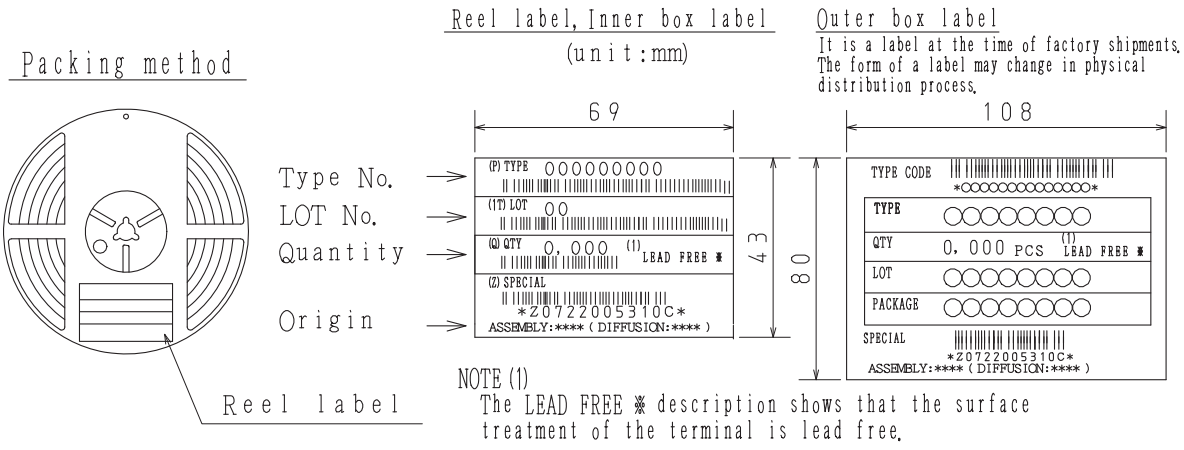 Packing method
Reel label
Reel label, Inner box label
(unit:mm)
69
Type No.
LOT No.
Quantity
Origin
(P) TYPE 000000000
(1T) LOT 00
(Q) QTY 0, 000 (1) LEAD FREE ※
(Z) SPECIAL
*Z0722005310C*
ASSEMBLY:**** ( DIFFUSION:**** )
43
Outer box label
It is a label at the time of factory shipments.
The form of a label may change in physical
distribution process.
108
80
TYPE CODE
*○○○○○○○○○○○○○○*
TYPE ○○○○○○○○
QTY 0, 000 PCS (1) LEAD FREE ※
LOT ○○○○○○○○
PACKAGE ○○○○○○○○
SPECIAL
*Z0722005310C*
ASSEMBLY:**** ( DIFFUSION:**** )
NOTE (1)
The LEAD FREE ※ description shows that the surface
treatment of the terminal is lead free.